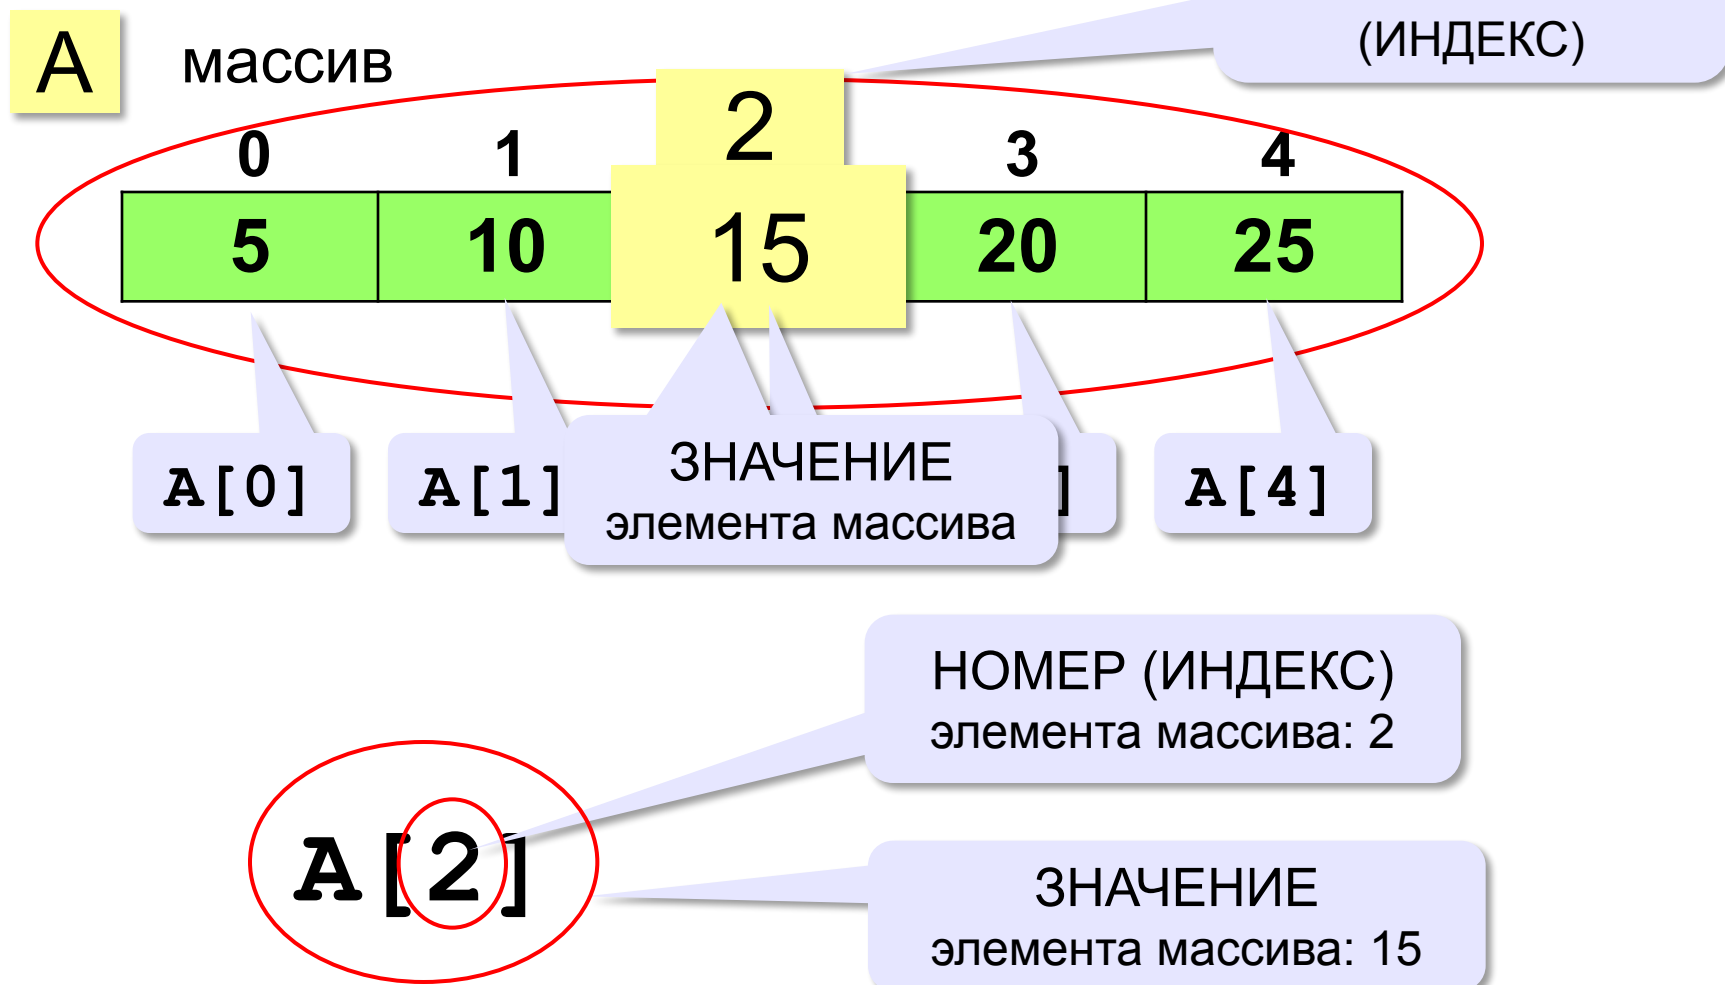 (ИНДЕКС)
A массив
0 1 2 3 4
5 10 15 20 25
A[0] A[1] ] A[4]
ЗНАЧЕНИЕ
элемента массива
НОМЕР (ИНДЕКС)
элемента массива: 2
A[2]
ЗНАЧЕНИЕ
элемента массива: 15